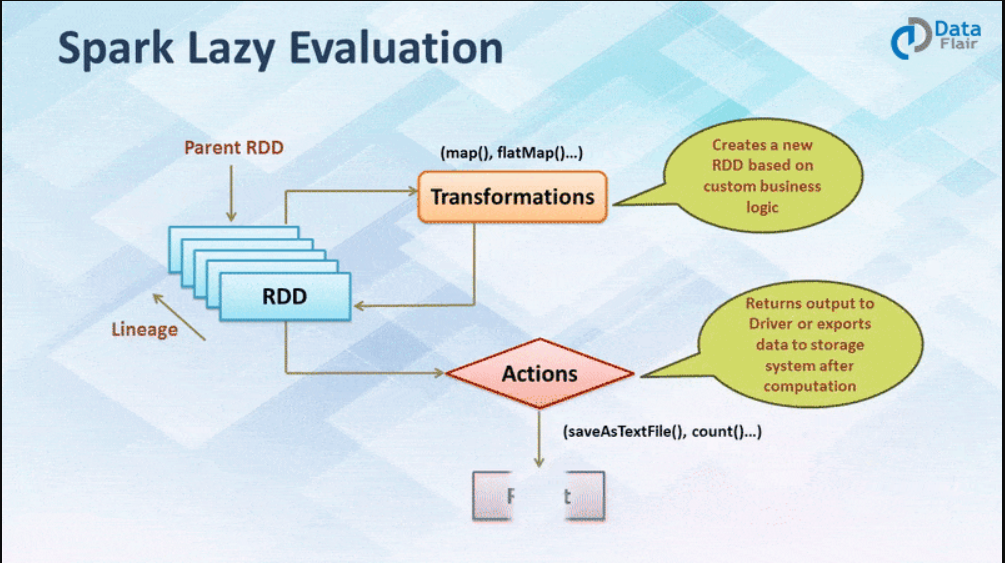 Spark Lazy Evaluation
Data
Flair
Parent RDD
(map(), flatMap()...)
Transformations
Creates a new
RDD based on
custom business
logic
RDD
Lineage
Returns output to
Driver or exports
data to storage
system after
computation
Actions
(saveAsTextFile(), count()...)